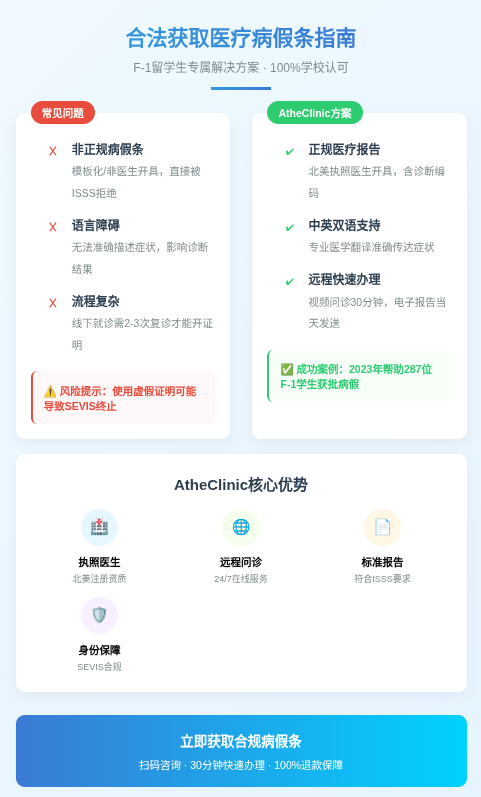 合法获取医疗病假条指南
F-1留学生专属解决方案 · 100%学校认可
常见问题
X 非正规病假条
模板化/非医生开具，直接被
ISSS拒绝
X 语言障碍
无法准确描述症状，影响诊断
结果
X 流程复杂
线下就诊需2-3次复诊才能开证
明
⚠️ 风险提示：使用虚假证明可能
导致SEVIS终止
AtheClinic方案
✔ 正规医疗报告
北美执照医生开具，含诊断编
码
✔ 中英双语支持
专业医学翻译准确传达症状
✔ 远程快速办理
视频问诊30分钟，电子报告当
天发送
✅ 成功案例：2023年帮助287位
F-1学生获批病假
AtheClinic核心优势
执照医生
北美注册资质
远程问诊
24/7在线服务
标准报告
符合ISSS要求
身份保障
SEVIS合规
立即获取合规病假条
扫码咨询 · 30分钟快速办理 · 100%退款保障